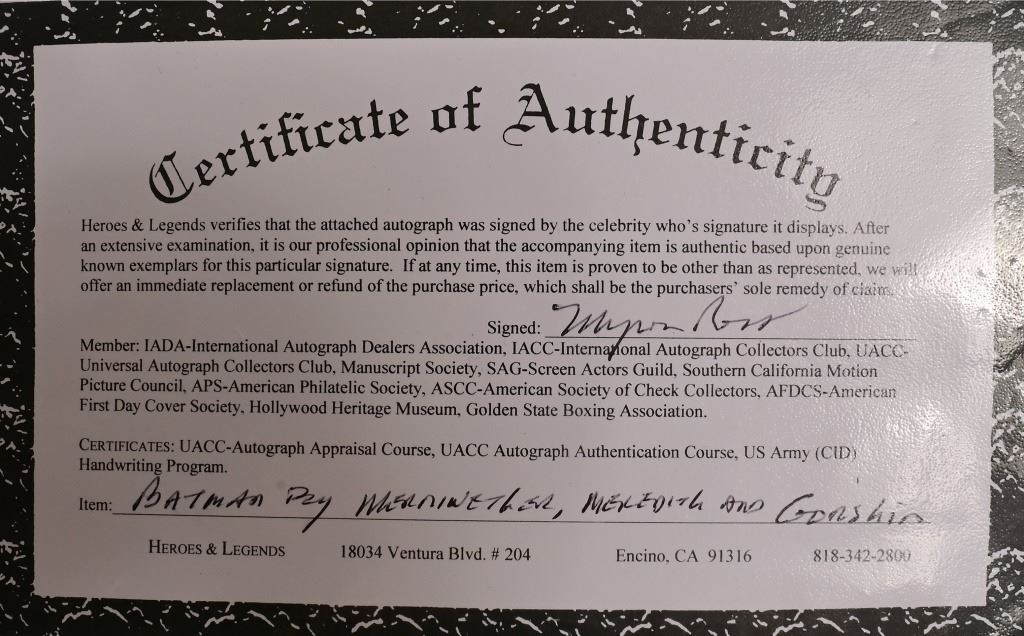 Certificate of Authenticity
Heroes & Legends verifies that the attached autograph was signed by the celebrity who's signature it displays. After
an extensive examination, it is our professional opinion that the accompanying item is authentic based upon genuine
known exemplars for this particular signature. If at any time, this item is proven to be other than as represented, we will
offer an immediate replacement or refund of the purchase price, which shall be the purchasers' sole remedy of claim.
Signed: Myron Ross
Member: IADA-International Autograph Dealers Association, IACC-International Autograph Collectors Club, UACC-
Universal Autograph Collectors Club, Manuscript Society, SAG-Screen Actors Guild, Southern California Motion
Picture Council, APS-American Philatelic Society, ASCC-American Society of Check Collectors, AFDCS-American
First Day Cover Society, Hollywood Heritage Museum, Golden State Boxing Association.
CERTIFICATES: UACC-Autograph Appraisal Course, UACC Autograph Authentication Course, US Army (CID)
Handwriting Program.
Item: BATMAN MERRIWETHER, MEREDITH AND GORSHIN
HEROES & LEGENDS 18034 Ventura Blvd. # 204 Encino, CA 91316 818-342-2800